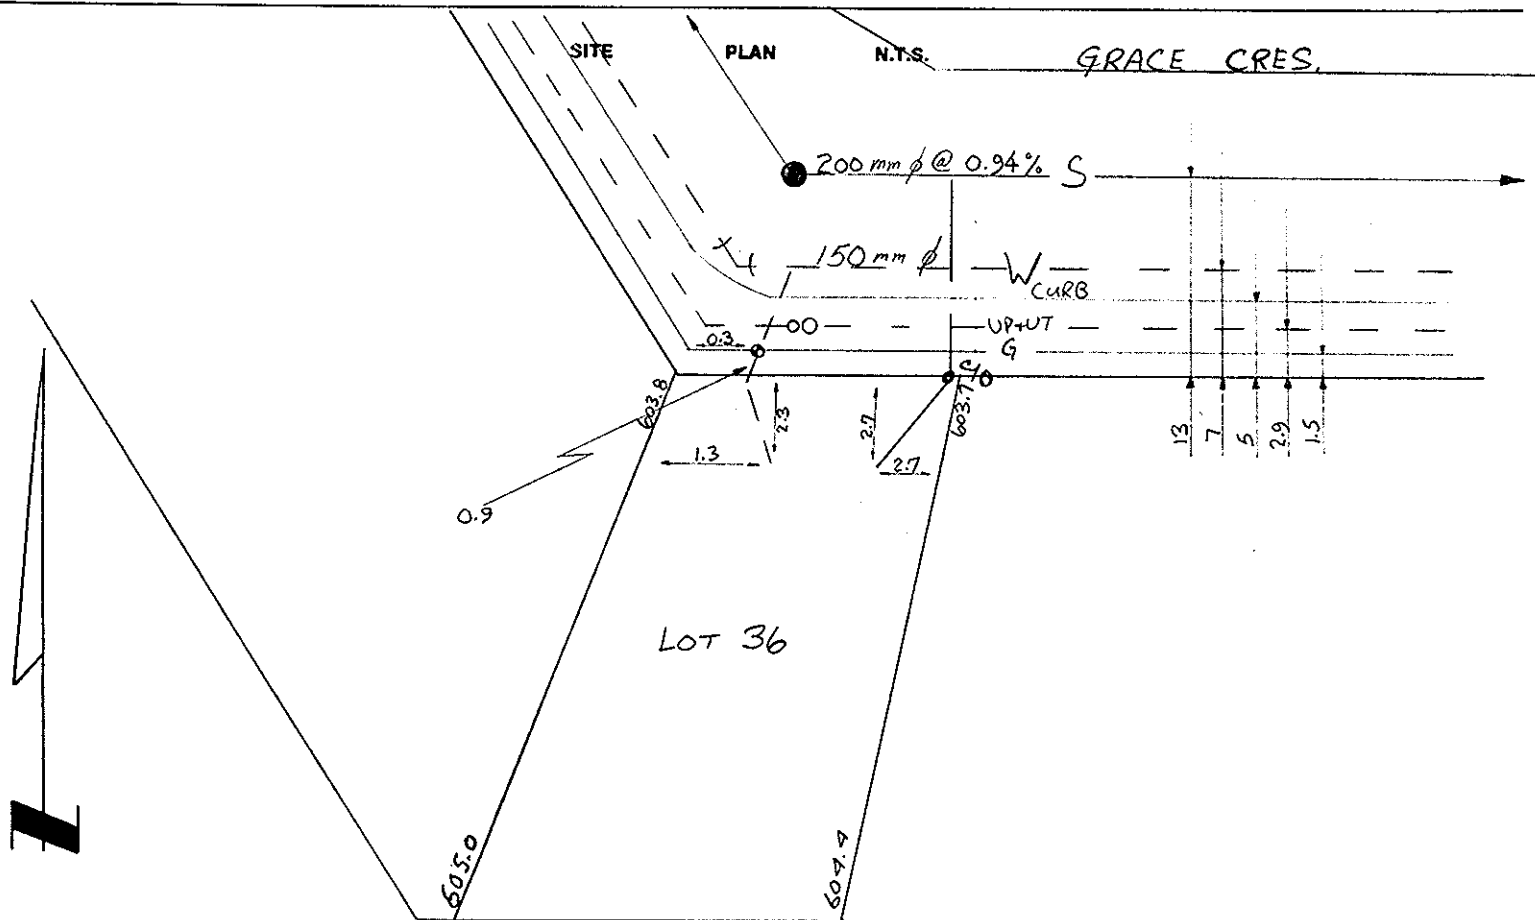 SITE PLAN N.T.S. GRACE CRES.
200 mm ø @ 0.94% S
150 mm ø W
CURB
UP+UT
G
0.3
C/O
603.8
603.7
2.3
2.7
1.3
2.7
0.9
13
7
5
2.9
1.5
LOT 36
605.0
604.4